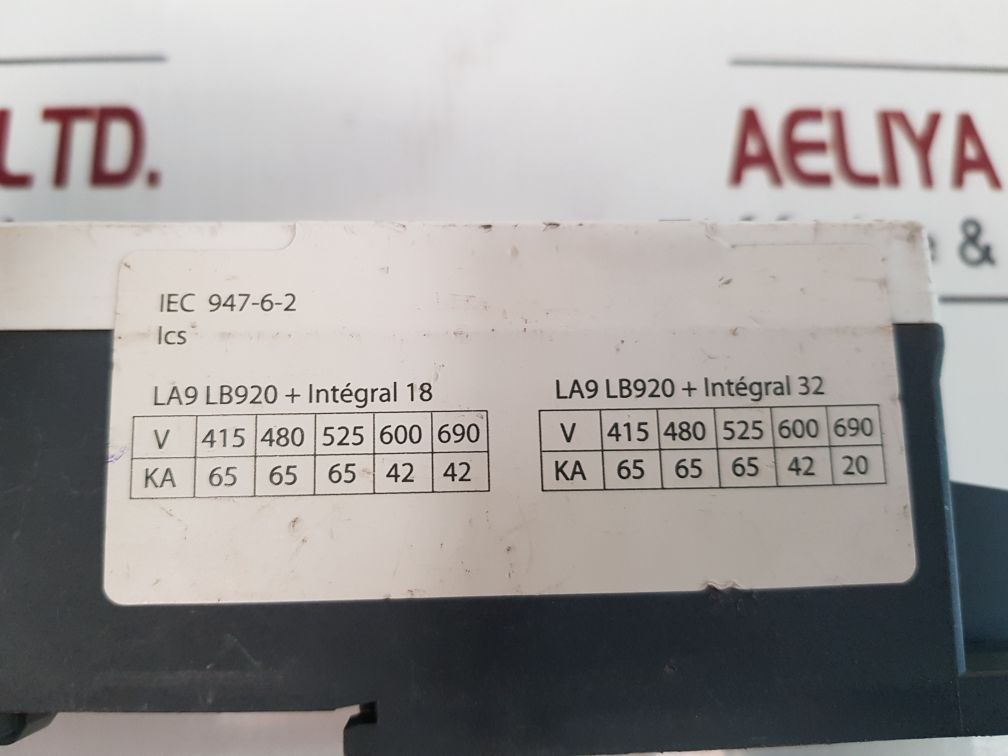 LTD.
AELIYA
&
IEC 947-6-2
Ics
LA9 LB920 + Intégral 18
V 415 480 525 600 690
KA 65 65 65 42 42
LA9 LB920 + Intégral 32
V 415 480 525 600 690
KA 65 65 65 42 20